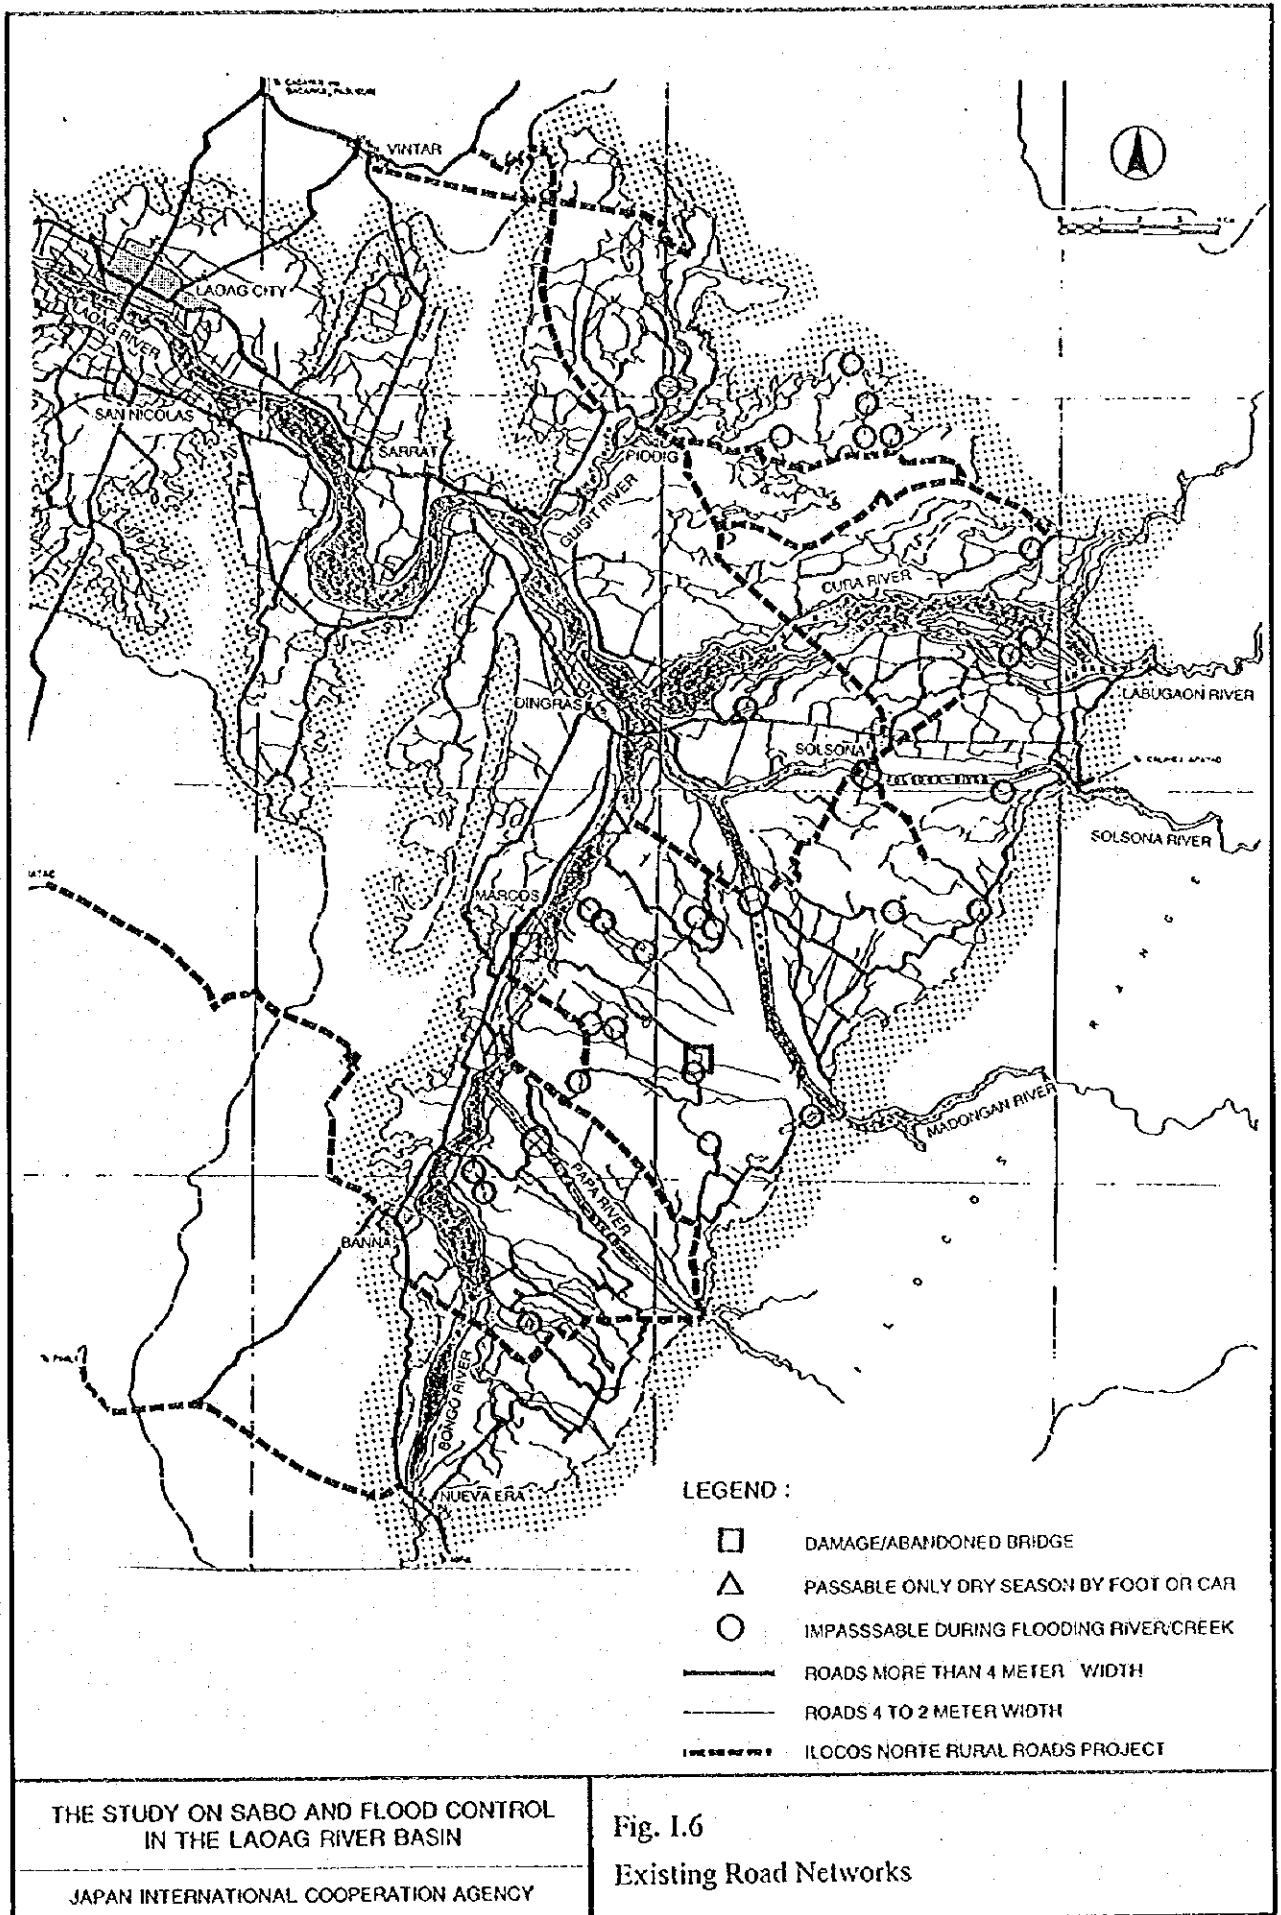 VINTAR
LAOAG CITY
LAOAG RIVER
SAN NICOLAS
SARRAT
PIDDIG
GUISIT RIVER
CURA RIVER
LABUGAON RIVER
DINGRAS
SOLSONA
SOLSONA RIVER
MARCOS
MADONGAN RIVER
PAPA RIVER
BANNA
BONGO RIVER
NUEVA ERA
LEGEND :
DAMAGE/ABANDONED BRIDGE
PASSABLE ONLY DRY SEASON BY FOOT OR CAR
IMPASSSABLE DURING FLOODING RIVER/CREEK
ROADS MORE THAN 4 METER WIDTH
ROADS 4 TO 2 METER WIDTH
ILOCOS NORTE RURAL ROADS PROJECT
THE STUDY ON SABO AND FLOOD CONTROL
IN THE LAOAG RIVER BASIN
JAPAN INTERNATIONAL COOPERATION AGENCY
Fig. I.6
Existing Road Networks